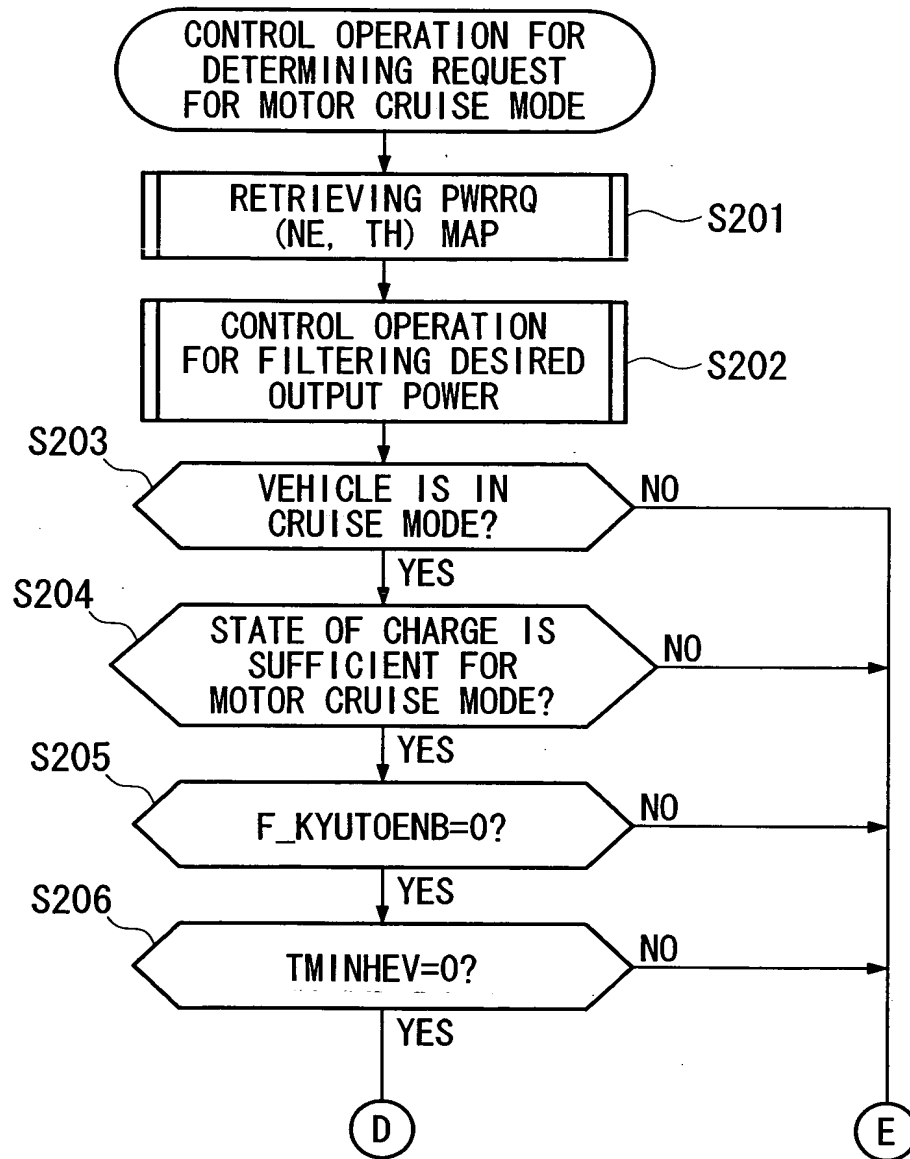 CONTROL OPERATION FOR
DETERMINING REQUEST
FOR MOTOR CRUISE MODE
RETRIEVING PWRRQ
(NE, TH) MAP
S201
CONTROL OPERATION
FOR FILTERING DESIRED
OUTPUT POWER
S202
S203
VEHICLE IS IN
CRUISE MODE?
NO
YES
S204
STATE OF CHARGE IS
SUFFICIENT FOR
MOTOR CRUISE MODE?
NO
YES
S205
F_KYUTOENB=0?
NO
YES
S206
TMINHEV=0?
NO
YES
D
E